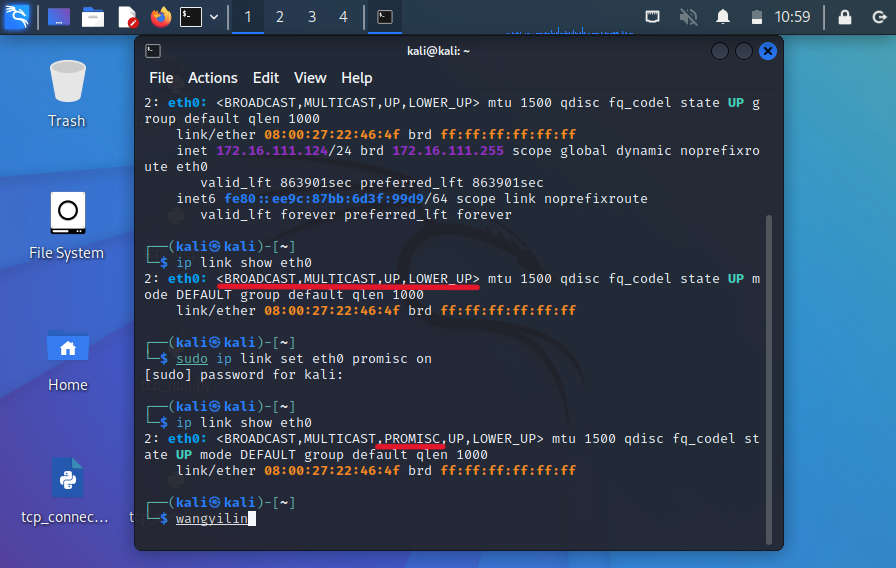 1 2 3 4 10:59
kali@kali: ~
File Actions Edit View Help
2: eth0: <BROADCAST,MULTICAST,UP,LOWER_UP> mtu 1500 qdisc fq_codel state UP g
roup default qlen 1000
link/ether 08:00:27:22:46:4f brd ff:ff:ff:ff:ff:ff
inet 172.16.111.124/24 brd 172.16.111.255 scope global dynamic noprefixro
ute eth0
valid_lft 863901sec preferred_lft 863901sec
inet6 fe80::ee9c:87bb:6d3f:99d9/64 scope link noprefixroute
valid_lft forever preferred_lft forever
┌──(kali㉿kali)-[~]
└─$ ip link show eth0
2: eth0: <BROADCAST,MULTICAST,UP,LOWER_UP> mtu 1500 qdisc fq_codel state UP m
ode DEFAULT group default qlen 1000
link/ether 08:00:27:22:46:4f brd ff:ff:ff:ff:ff:ff
┌──(kali㉿kali)-[~]
└─$ sudo ip link set eth0 promisc on
[sudo] password for kali:
┌──(kali㉿kali)-[~]
└─$ ip link show eth0
2: eth0: <BROADCAST,MULTICAST,PROMISC,UP,LOWER_UP> mtu 1500 qdisc fq_codel st
ate UP mode DEFAULT group default qlen 1000
link/ether 08:00:27:22:46:4f brd ff:ff:ff:ff:ff:ff
┌──(kali㉿kali)-[~]
└─$ wangyilin
Trash
File System
Home
tcp_connec...